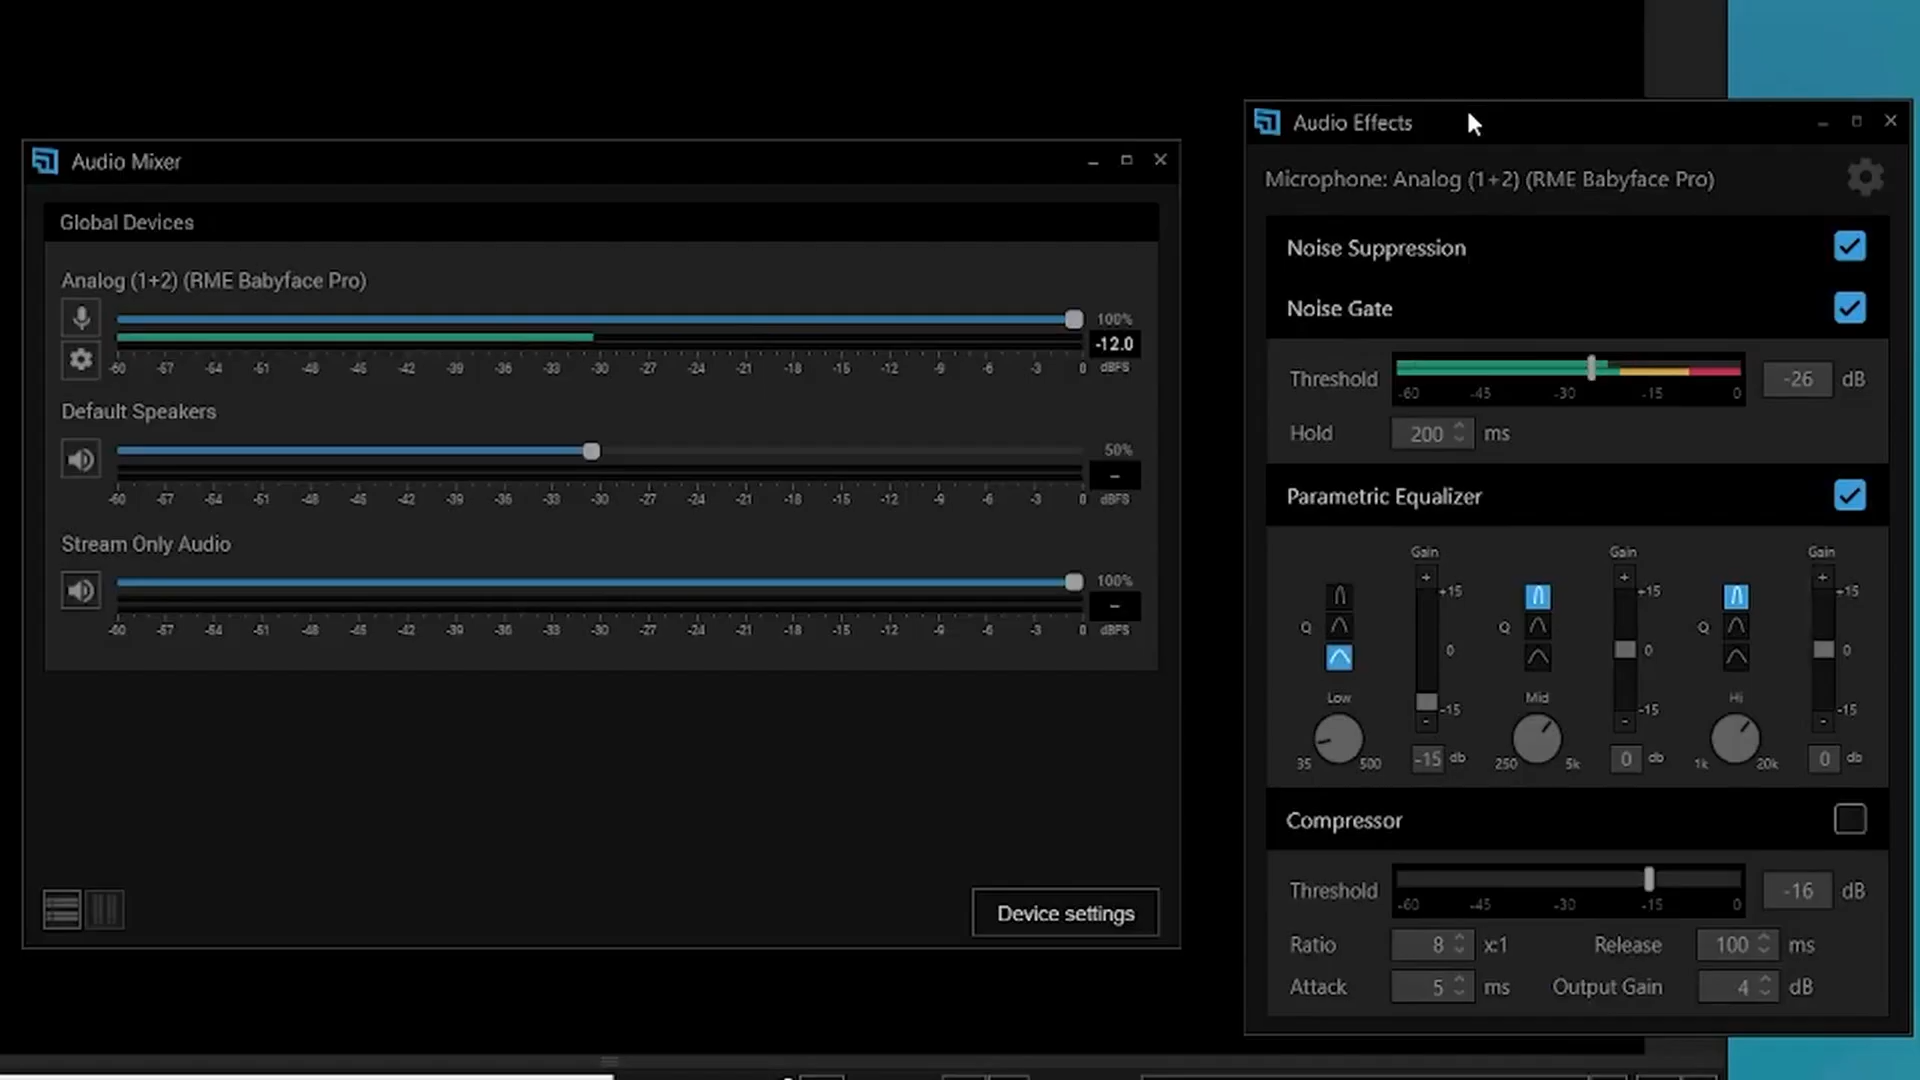 Audio Mixer
Global Devices
Analog (1+2) (RME Babyface Pro)
100%
-12.0
-60 -57 -54 -51 -48 -45 -42 -39 -36 -33 -30 -27 -24 -21 -18 -15 -12 -9 -6 -3 0 dBFS
Default Speakers
50%
-
-60 -57 -54 -51 -48 -45 -42 -39 -36 -33 -30 -27 -24 -21 -18 -15 -12 -9 -6 -3 0 dBFS
Stream Only Audio
100%
-
-60 -57 -54 -51 -48 -45 -42 -39 -36 -33 -30 -27 -24 -21 -18 -15 -12 -9 -6 -3 0 dBFS
Device settings
Audio Effects
Microphone: Analog (1+2) (RME Babyface Pro)
Noise Suppression
Noise Gate
Threshold -26 dB
-60 -45 -30 -15 0
Hold 200 ms
Parametric Equalizer
Gain Gain Gain
+ + +
+15 +15 +15
Q Q Q
0 0 0
Low Mid Hi
-15 -15 -15
- - -
35 500 -15 db 250 5k 0 db 1k 20k 0 db
Compressor
Threshold -16 dB
-60 -45 -30 -15 0
Ratio 8 x:1 Release 100 ms
Attack 5 ms Output Gain 4 dB